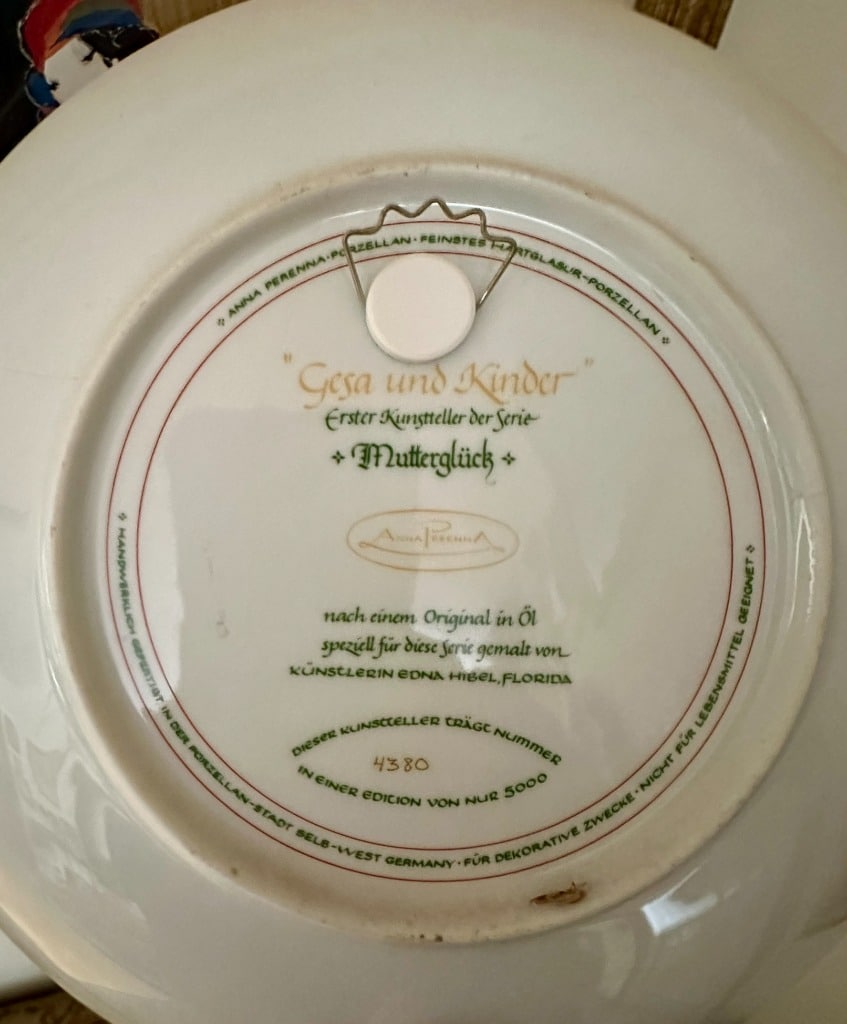 ANNA PERENNA-PORZELLAN · FEINSTES HARTGLASUR-PORZELLAN
"Gesa und Kinder"
Erster Kunstteller der Serie
Mutterglück
ANNA PERENNA
nach einem Original in Öl
speziell für diese Serie gemalt von
KÜNSTLERIN EDNA HIBEL, FLORIDA
DIESER KUNSTTELLER TRÄGT NUMMER
4380
IN EINER EDITION VON NUR 5000
HANDWERKLICH GEFERTIGT IN DER PORZELLAN-STADT SELB-WEST GERMANY · FÜR DEKORATIVE ZWECKE · NICHT FÜR LEBENSMITTEL GEEIGNET